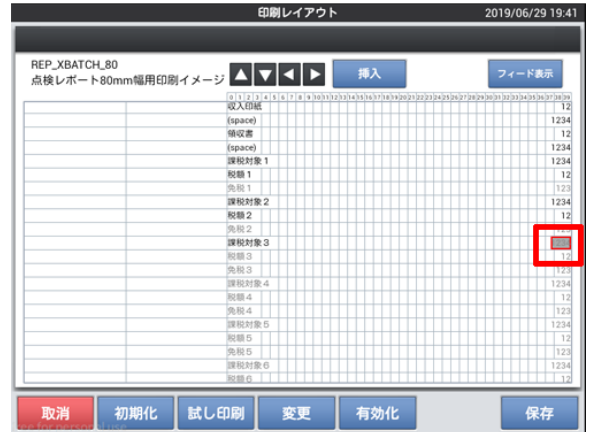 印刷レイアウト 2019/06/29 19:41
REP_XBATCH_80
点検レポート80mm幅用印刷イメージ
挿入
フィード表示
0 1 2 3 4 5 6 7 8 9 10 11 12 13 14 15 16 17 18 19 20 21 22 23 24 25 26 27 28 29 30 31 32 33 34 35 36 37 38 39
収入印紙 12
(space) 1234
領収書 12
(space) 1234
課税対象1 1234
税額1 12
免税1 123
課税対象2 1234
税額2 12
免税2 123
課税対象3
税額3 12
免税3 123
課税対象4 1234
税額4 12
免税4 123
課税対象5 1234
税額5 12
免税5 123
課税対象6 1234
税額6 12
取消 初期化 試し印刷 変更 有効化 保存
free for personal use